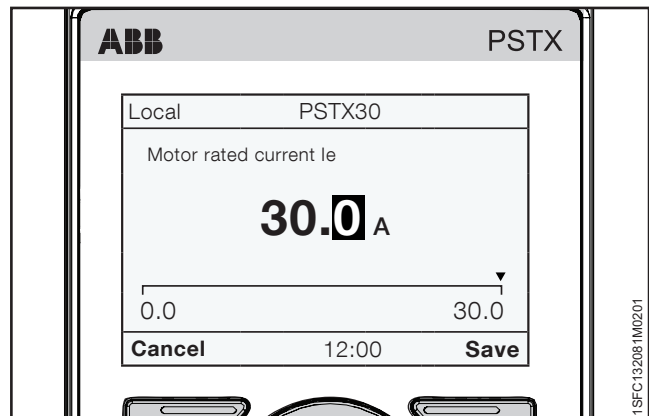 ABB PSTX
Local PSTX30
Motor rated current Ie
30.0 A
0.0 30.0
Cancel 12:00 Save
1SFC132081M0201